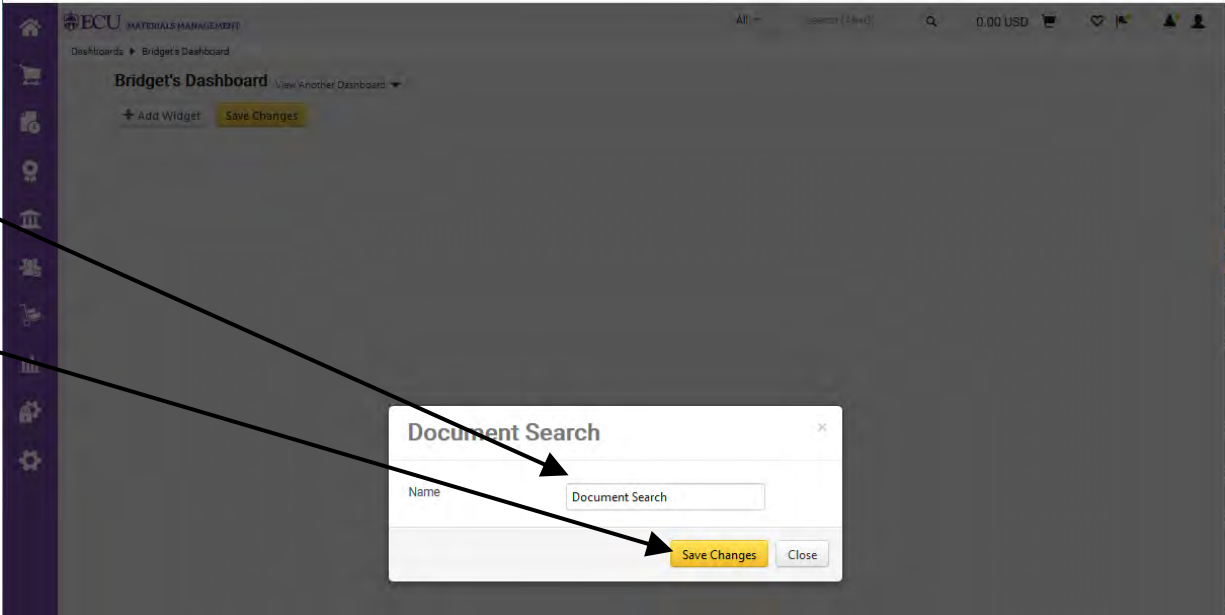 ECU MATERIALS MANAGEMENT
All
0.00 USD
Dashboards Bridget's Dashboard
Bridget's Dashboard View Another Dashboard
+ Add Widget Save Changes
Document Search ×
Name Document Search
Save Changes Close